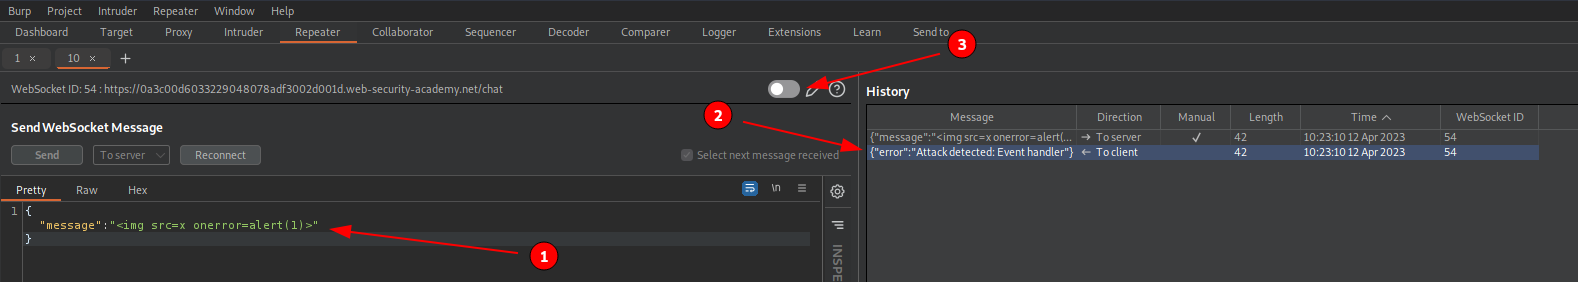 Burp Project Intruder Repeater Window Help
Dashboard Target Proxy Intruder Repeater Collaborator Sequencer Decoder Comparer Logger Extensions Learn Send to
1 × 10 × +
WebSocket ID: 54 : https://0a3c00d6033229048078adf3002d001d.web-security-academy.net/chat
Send WebSocket Message
Send To server Reconnect Select next message received
Pretty Raw Hex \n
1 {
"message":"<img src=x onerror=alert(1)>"
}
INSPE
History
Message Direction Manual Length Time WebSocket ID
{"message":"<img src=x onerror=alert(... → To server ✓ 42 10:23:10 12 Apr 2023 54
{"error":"Attack detected: Event handler"} ← To client 42 10:23:10 12 Apr 2023 54
1
2
3